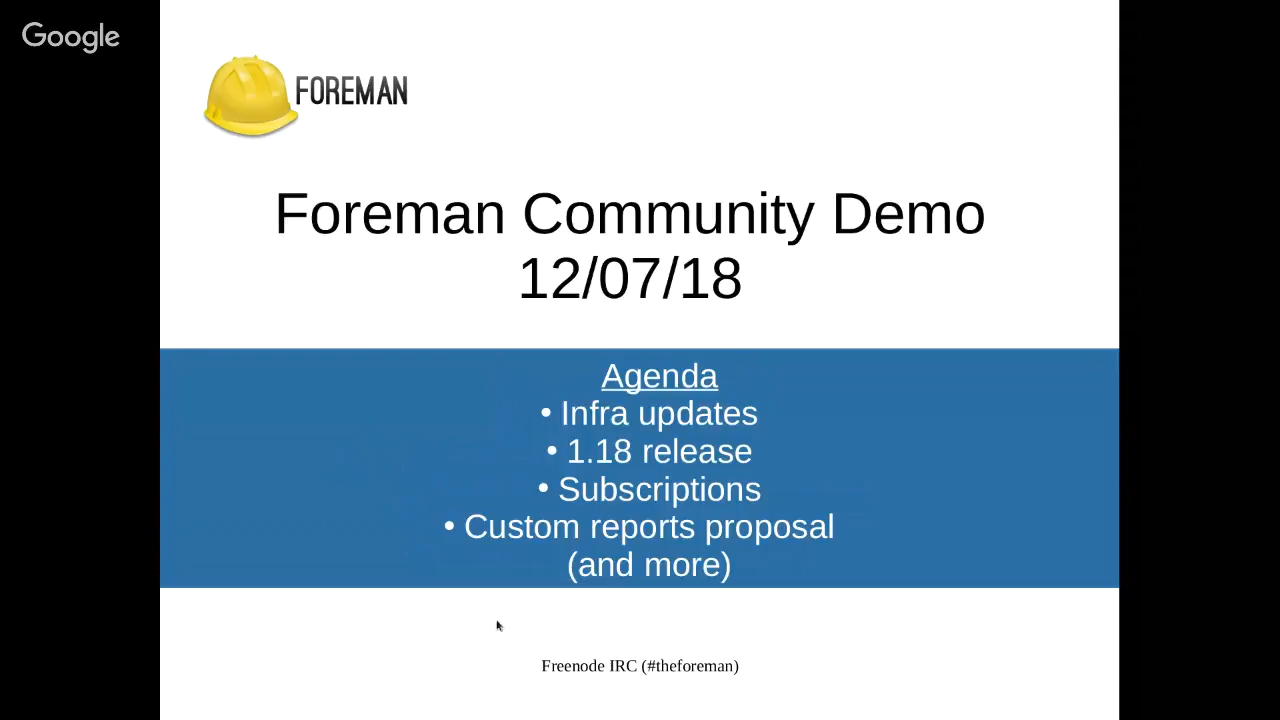 Google
FOREMAN
Foreman Community Demo
12/07/18
Agenda
• Infra updates
• 1.18 release
• Subscriptions
• Custom reports proposal
(and more)
Freenode IRC (#theforeman)